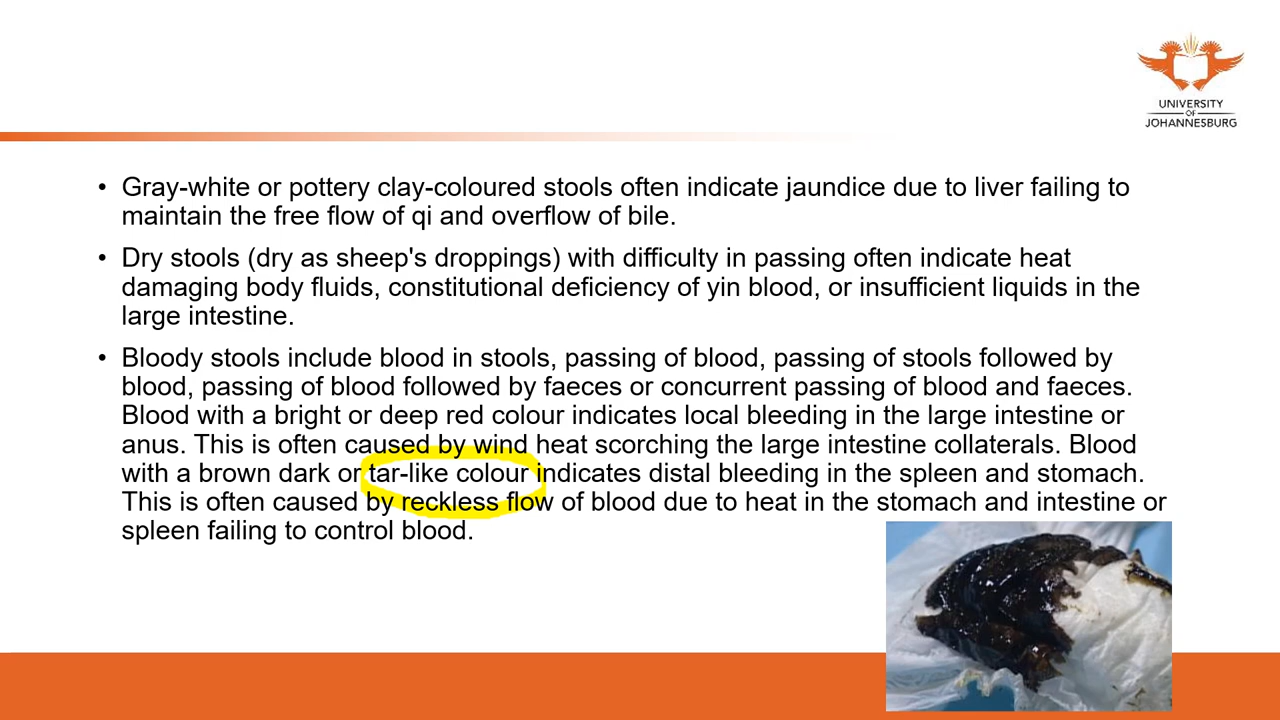 UNIVERSITY
OF
JOHANNESBURG
• Gray-white or pottery clay-coloured stools often indicate jaundice due to liver failing to
maintain the free flow of qi and overflow of bile.
• Dry stools (dry as sheep's droppings) with difficulty in passing often indicate heat
damaging body fluids, constitutional deficiency of yin blood, or insufficient liquids in the
large intestine.
• Bloody stools include blood in stools, passing of blood, passing of stools followed by
blood, passing of blood followed by faeces or concurrent passing of blood and faeces.
Blood with a bright or deep red colour indicates local bleeding in the large intestine or
anus. This is often caused by wind heat scorching the large intestine collaterals. Blood
with a brown dark or tar-like colour indicates distal bleeding in the spleen and stomach.
This is often caused by reckless flow of blood due to heat in the stomach and intestine or
spleen failing to control blood.